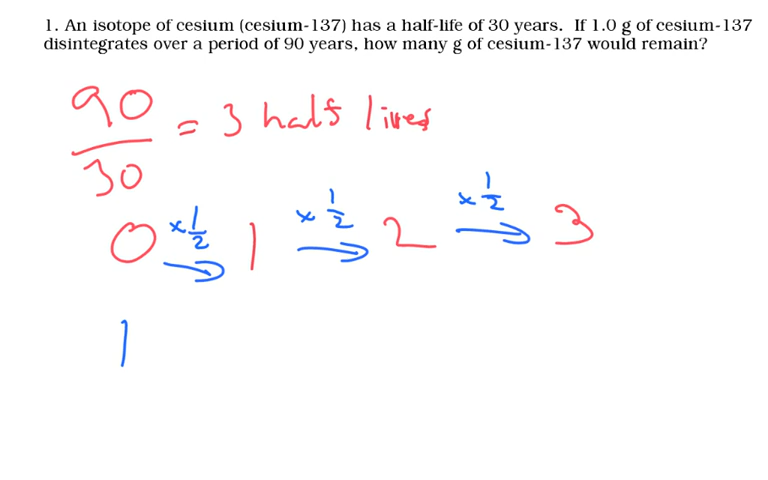 1. An isotope of cesium (cesium-137) has a half-life of 30 years. If 1.0 g of cesium-137
disintegrates over a period of 90 years, how many g of cesium-137 would remain?
90/30 = 3 half lives
0 x 1/2 → 1 x 1/2 → 2 x 1/2 → 3
1